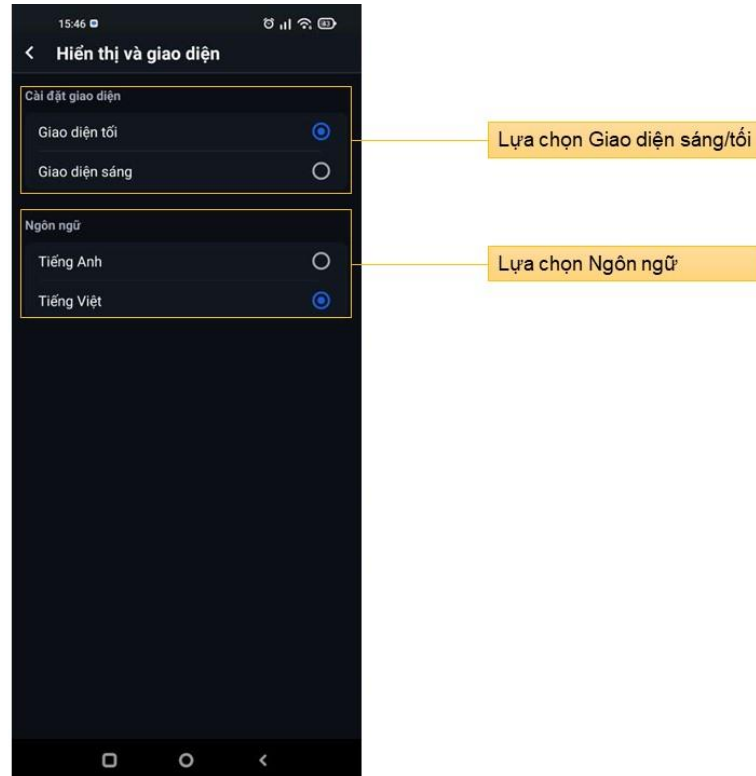 15:46 83
Hiển thị và giao diện
Cài đặt giao diện
Giao diện tối
Giao diện sáng
Lựa chọn Giao diện sáng/tối
Ngôn ngữ
Tiếng Anh
Lựa chọn Ngôn ngữ
Tiếng Việt